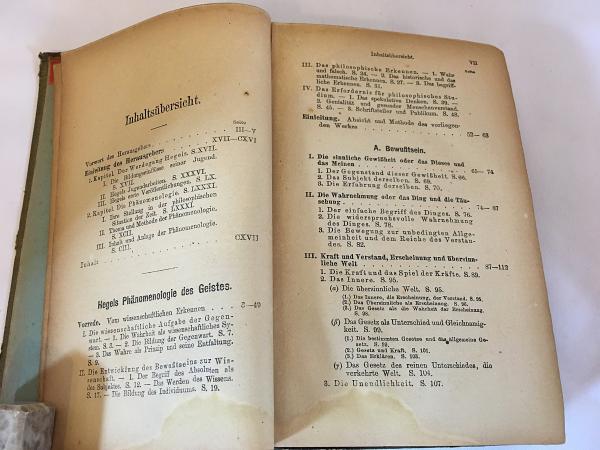 Inhaltsübersicht.
Seite
Vorwort des Herausgebers III—V
Einleitung des Herausgebers XVII—CXVI
1. Kapitel. Der Werdegang Hegels. S. XVII.
I. Die Bildungseinflüsse seiner Jugend.
S. XVII.
II. Hegels Jugendarbeiten. S. XXXVI.
III. Hegels erste Veröffentlichungen. S. LX.
2. Kapitel. Die Phänomenologie. S. LXXXI.
I. Ihre Stellung in der philosophischen
Situation der Zeit. S. LXXXI.
II. Thema und Methode der Phänomenologie.
S. XCII.
III. Inhalt und Anlage der Phänomenologie.
S. CIII.
Inhalt CXVII
Hegels Phänomenologie des Geistes.
Vorrede. Vom wissenschaftlichen Erkennen 3—49
I. Die wissenschaftliche Aufgabe der Gegen-
wart. — 1. Die Wahrheit als wissenschaftliches Sy-
stem. S. 3. — 2. Die Bildung der Gegenwart. S. 7.
— 3. Das Wahre als Prinzip und seine Entfaltung.
S. 9.
II. Die Entwicklung des Bewußtseins zur Wis-
senschaft. — 1. Der Begriff des Absoluten als
des Subjektes. S. 12. — Das Werden des Wissens.
S. 17. — Die Bildung des Individuums. S. 19.
Inhaltsübersicht. VII
Seite
III. Das philosophische Erkennen. — 1. Wahr
und falsch. S. 24. — 2. Das historische und das
mathematische Erkennen. S. 27. — 3. Das begriff-
liche Erkennen. S. 31.
IV. Das Erfordernis für philosophisches Stu-
dium. — 1. Das spekulative Denken. S. 39. —
2. Genialität und gesunder Menschenverstand.
S. 45. — 3. Schriftsteller und Publikum. S. 48.
Einleitung. Absicht und Methode des vorliegen-
den Werkes 52—63
A. Bewußtsein.
I. Die sinnliche Gewißheit oder das Dieses und
das Meinen 65—74
1. Der Gegenstand dieser Gewißheit. S. 66.
2. Das Subjekt derselben. S. 69.
3. Die Erfahrung derselben. S. 70.
II. Die Wahrnehmung oder das Ding und die Täu-
schung 74—87
1. Der einfache Begriff des Dinges. S. 76.
2. Die widerspruchsvolle Wahrnehmung
des Dinges. S. 78.
3. Die Bewegung zur unbedingten Allge-
meinheit und dem Reiche des Verstan-
des. S. 82.
III. Kraft und Verstand, Erscheinung und übersinn-
liche Welt 87—112
1. Die Kraft und das Spiel der Kräfte. S. 89.
2. Das Innere. S. 95.
(α) Die übersinnliche Welt. S. 95.
(1.) Das Innere, die Erscheinung, der Verstand. S. 95.
(2.) Das Übersinnliche als Erscheinung. S. 96.
(3.) Das Gesetz als die Wahrheit der Erscheinung.
S. 98.
(β) Das Gesetz als Unterschied und Gleichnamig-
keit. S. 99.
(1.) Die bestimmten Gesetze und das allgemeine Ge-
setz. S. 99.
(2.) Gesetz und Kraft. S. 101.
(3.) Das Erklären. S. 103.
(γ) Das Gesetz des reinen Unterschieds, die
verkehrte Welt. S. 104.
3. Die Unendlichkeit. S. 107.